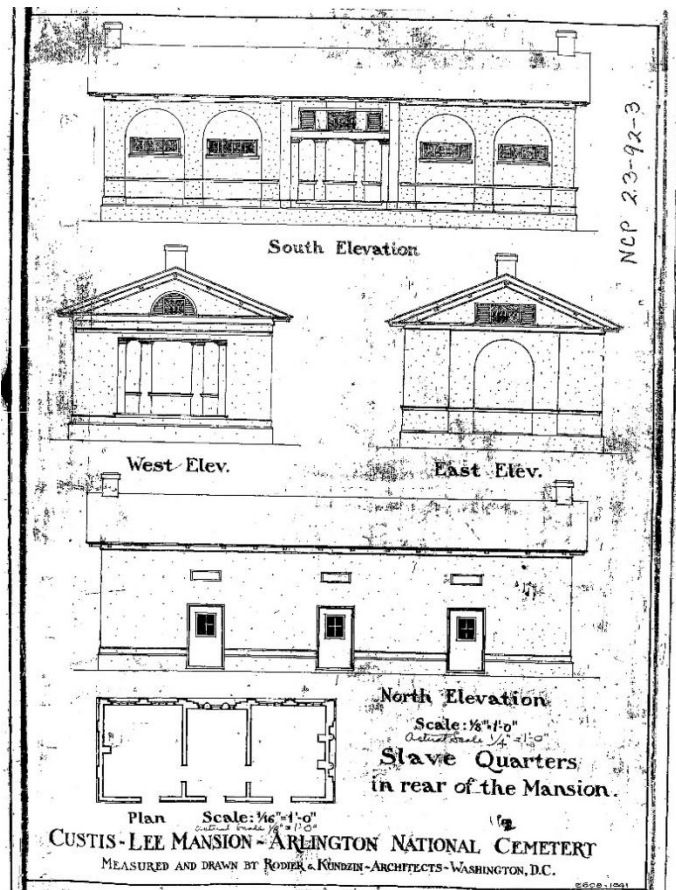 NCP 2.3-92-3
South Elevation
West Elev.
East Elev.
North Elevation
Scale: 1/8"=1'-0"
Actual Scale 1/4"=1'-0"
Slave Quarters
in rear of the Mansion.
Plan Scale: 1/16"=1'-0"
actual scale 1/8"=1'-0"
CUSTIS-LEE MANSION-ARLINGTON NATIONAL CEMETERY
MEASURED AND DRAWN BY RODIER & KUNDZIN-ARCHITECTS-WASHINGTON, D.C.